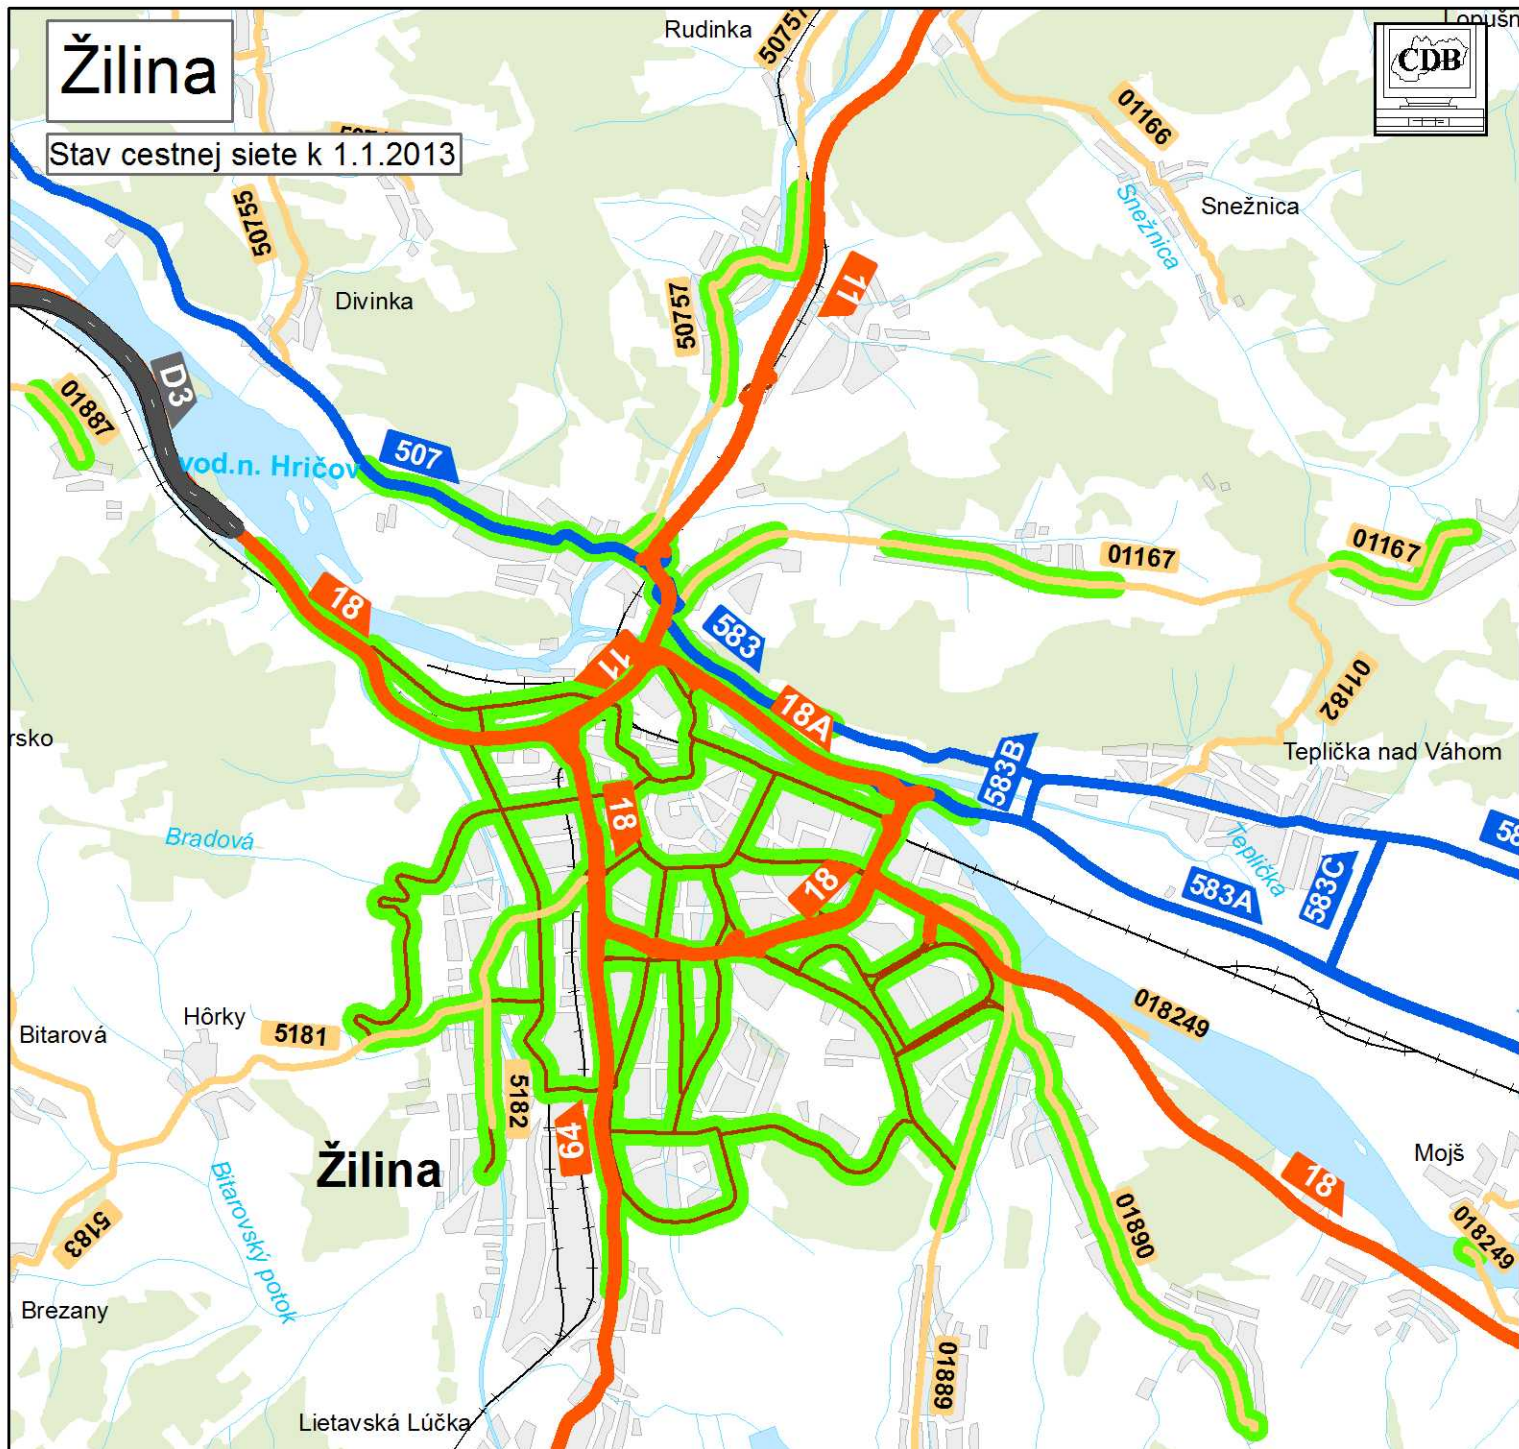 Žilina
Stav cestnej siete k 1.1.2013
Rudinka
50757
CDB
01166
Snežnica
Snežnica
50755
Divinka
50757
11
D3
01887
vod.n. Hričov
507
01167
01167
18
583
11
18A
01182
rsko
Teplička nad Váhom
583B
18
Bradová
Teplička
18
583A
583C
Bitarová
Hôrky
5181
018249
5182
64
Žilina
Mojš
18
Bitarovský potok
5183
01890
018249
Brezany
01889
Lietavská Lúčka